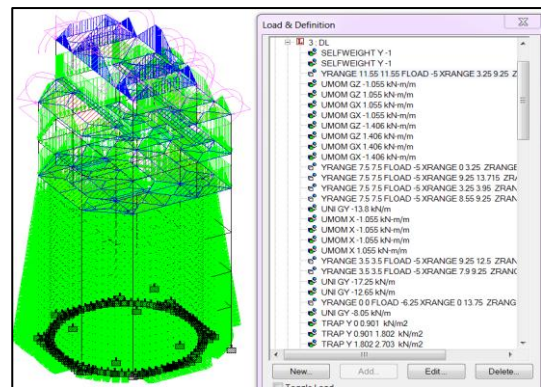 Load & Definition
3: DL
SELFWEIGHT Y -1
SELFWEIGHT Y -1
YRANGE 11.55 11.55 FLOAD -5 XRANGE 3.25 9.25 ZRAN
UMOM GZ -1.055 kN-m/m
UMOM GZ 1.055 kN-m/m
UMOM GX 1.055 kN-m/m
UMOM GX -1.055 kN-m/m
UMOM GZ -1.406 kN-m/m
UMOM GX 1.406 kN-m/m
UMOM GX -1.406 kN-m/m
YRANGE 7.5 7.5 FLOAD -5 XRANGE 0 3.25 ZRANGE
YRANGE 7.5 7.5 FLOAD -5 XRANGE 9.25 13.715 ZRA
YRANGE 7.5 7.5 FLOAD -5 XRANGE 3.25 3.95 ZRAN
YRANGE 7.5 7.5 FLOAD -5 XRANGE 8.55 9.25 ZRAN
UNI GY -13.8 kN/m
UMOM X -1.055 kN-m/m
UMOM X -1.055 kN-m/m
UMOM X -1.055 kN-m/m
UMOM X 1.055 kN-m/m
YRANGE 3.5 3.5 FLOAD -5 XRANGE 9.25 12.5 ZRAN
YRANGE 3.5 3.5 FLOAD -5 XRANGE 7.9 9.25 ZRAN
UNI GY -17.25 kN/m
UNI GY -12.65 kN/m
YRANGE 0 0 FLOAD -6.25 XRANGE 0 13.75 ZRANG
UNI GY -8.05 kN/m
TRAP Y 0 0.901 kN/m2
TRAP Y 0.901 1.802 kN/m2
TRAP Y 1.802 2.703 kN/m2
New... Add... Edit... Delete...
Toggle Load